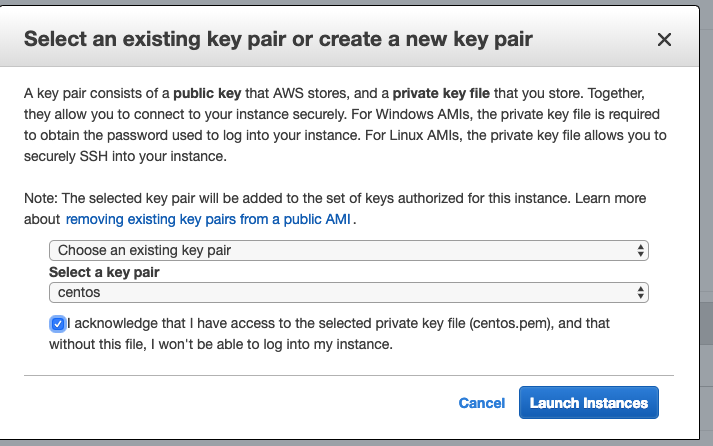 Select an existing key pair or create a new key pair
A key pair consists of a public key that AWS stores, and a private key file that you store. Together,
they allow you to connect to your instance securely. For Windows AMIs, the private key file is required
to obtain the password used to log into your instance. For Linux AMIs, the private key file allows you to
securely SSH into your instance.
Note: The selected key pair will be added to the set of keys authorized for this instance. Learn more
about removing existing key pairs from a public AMI.
Choose an existing key pair
Select a key pair
centos
I acknowledge that I have access to the selected private key file (centos.pem), and that
without this file, I won't be able to log into my instance.
Cancel Launch Instances